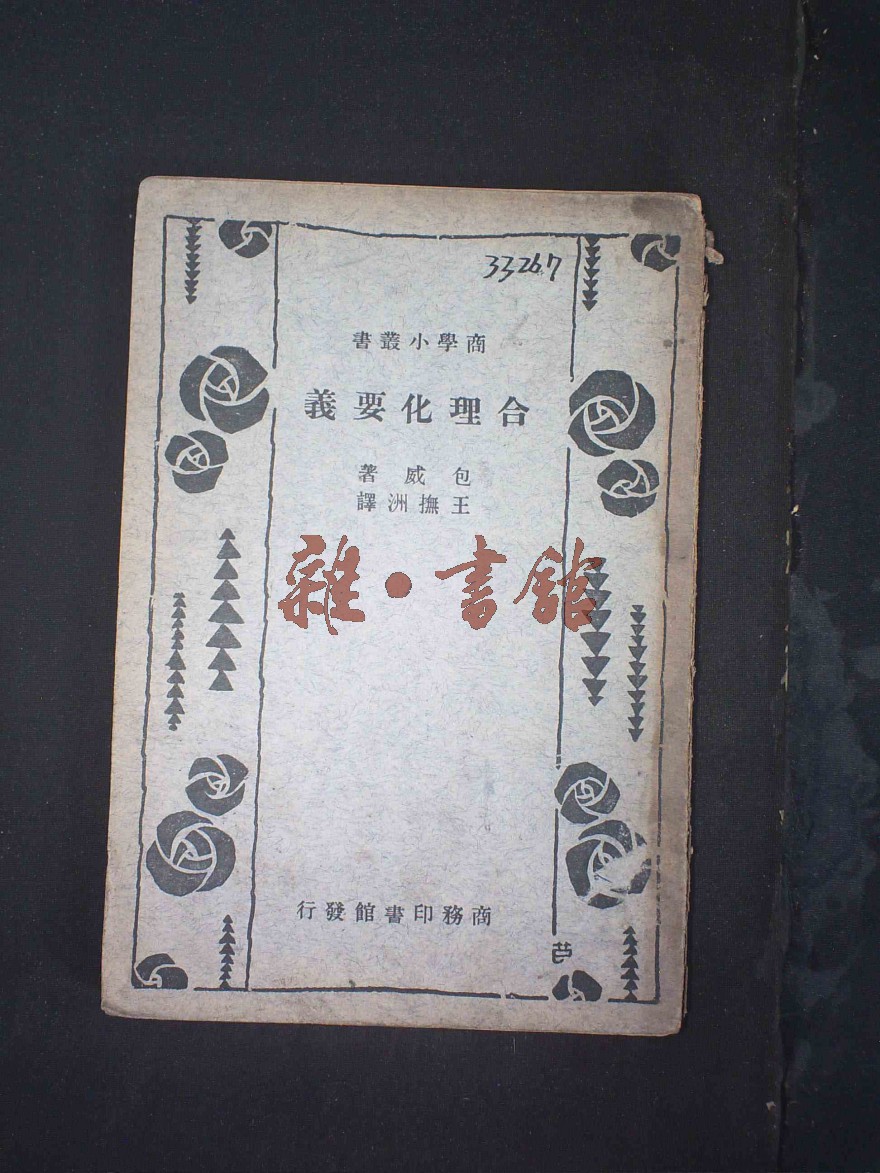 33267
商學小叢書
合理化要義
包威著
王撫洲譯
雜·書館
商務印書館發行